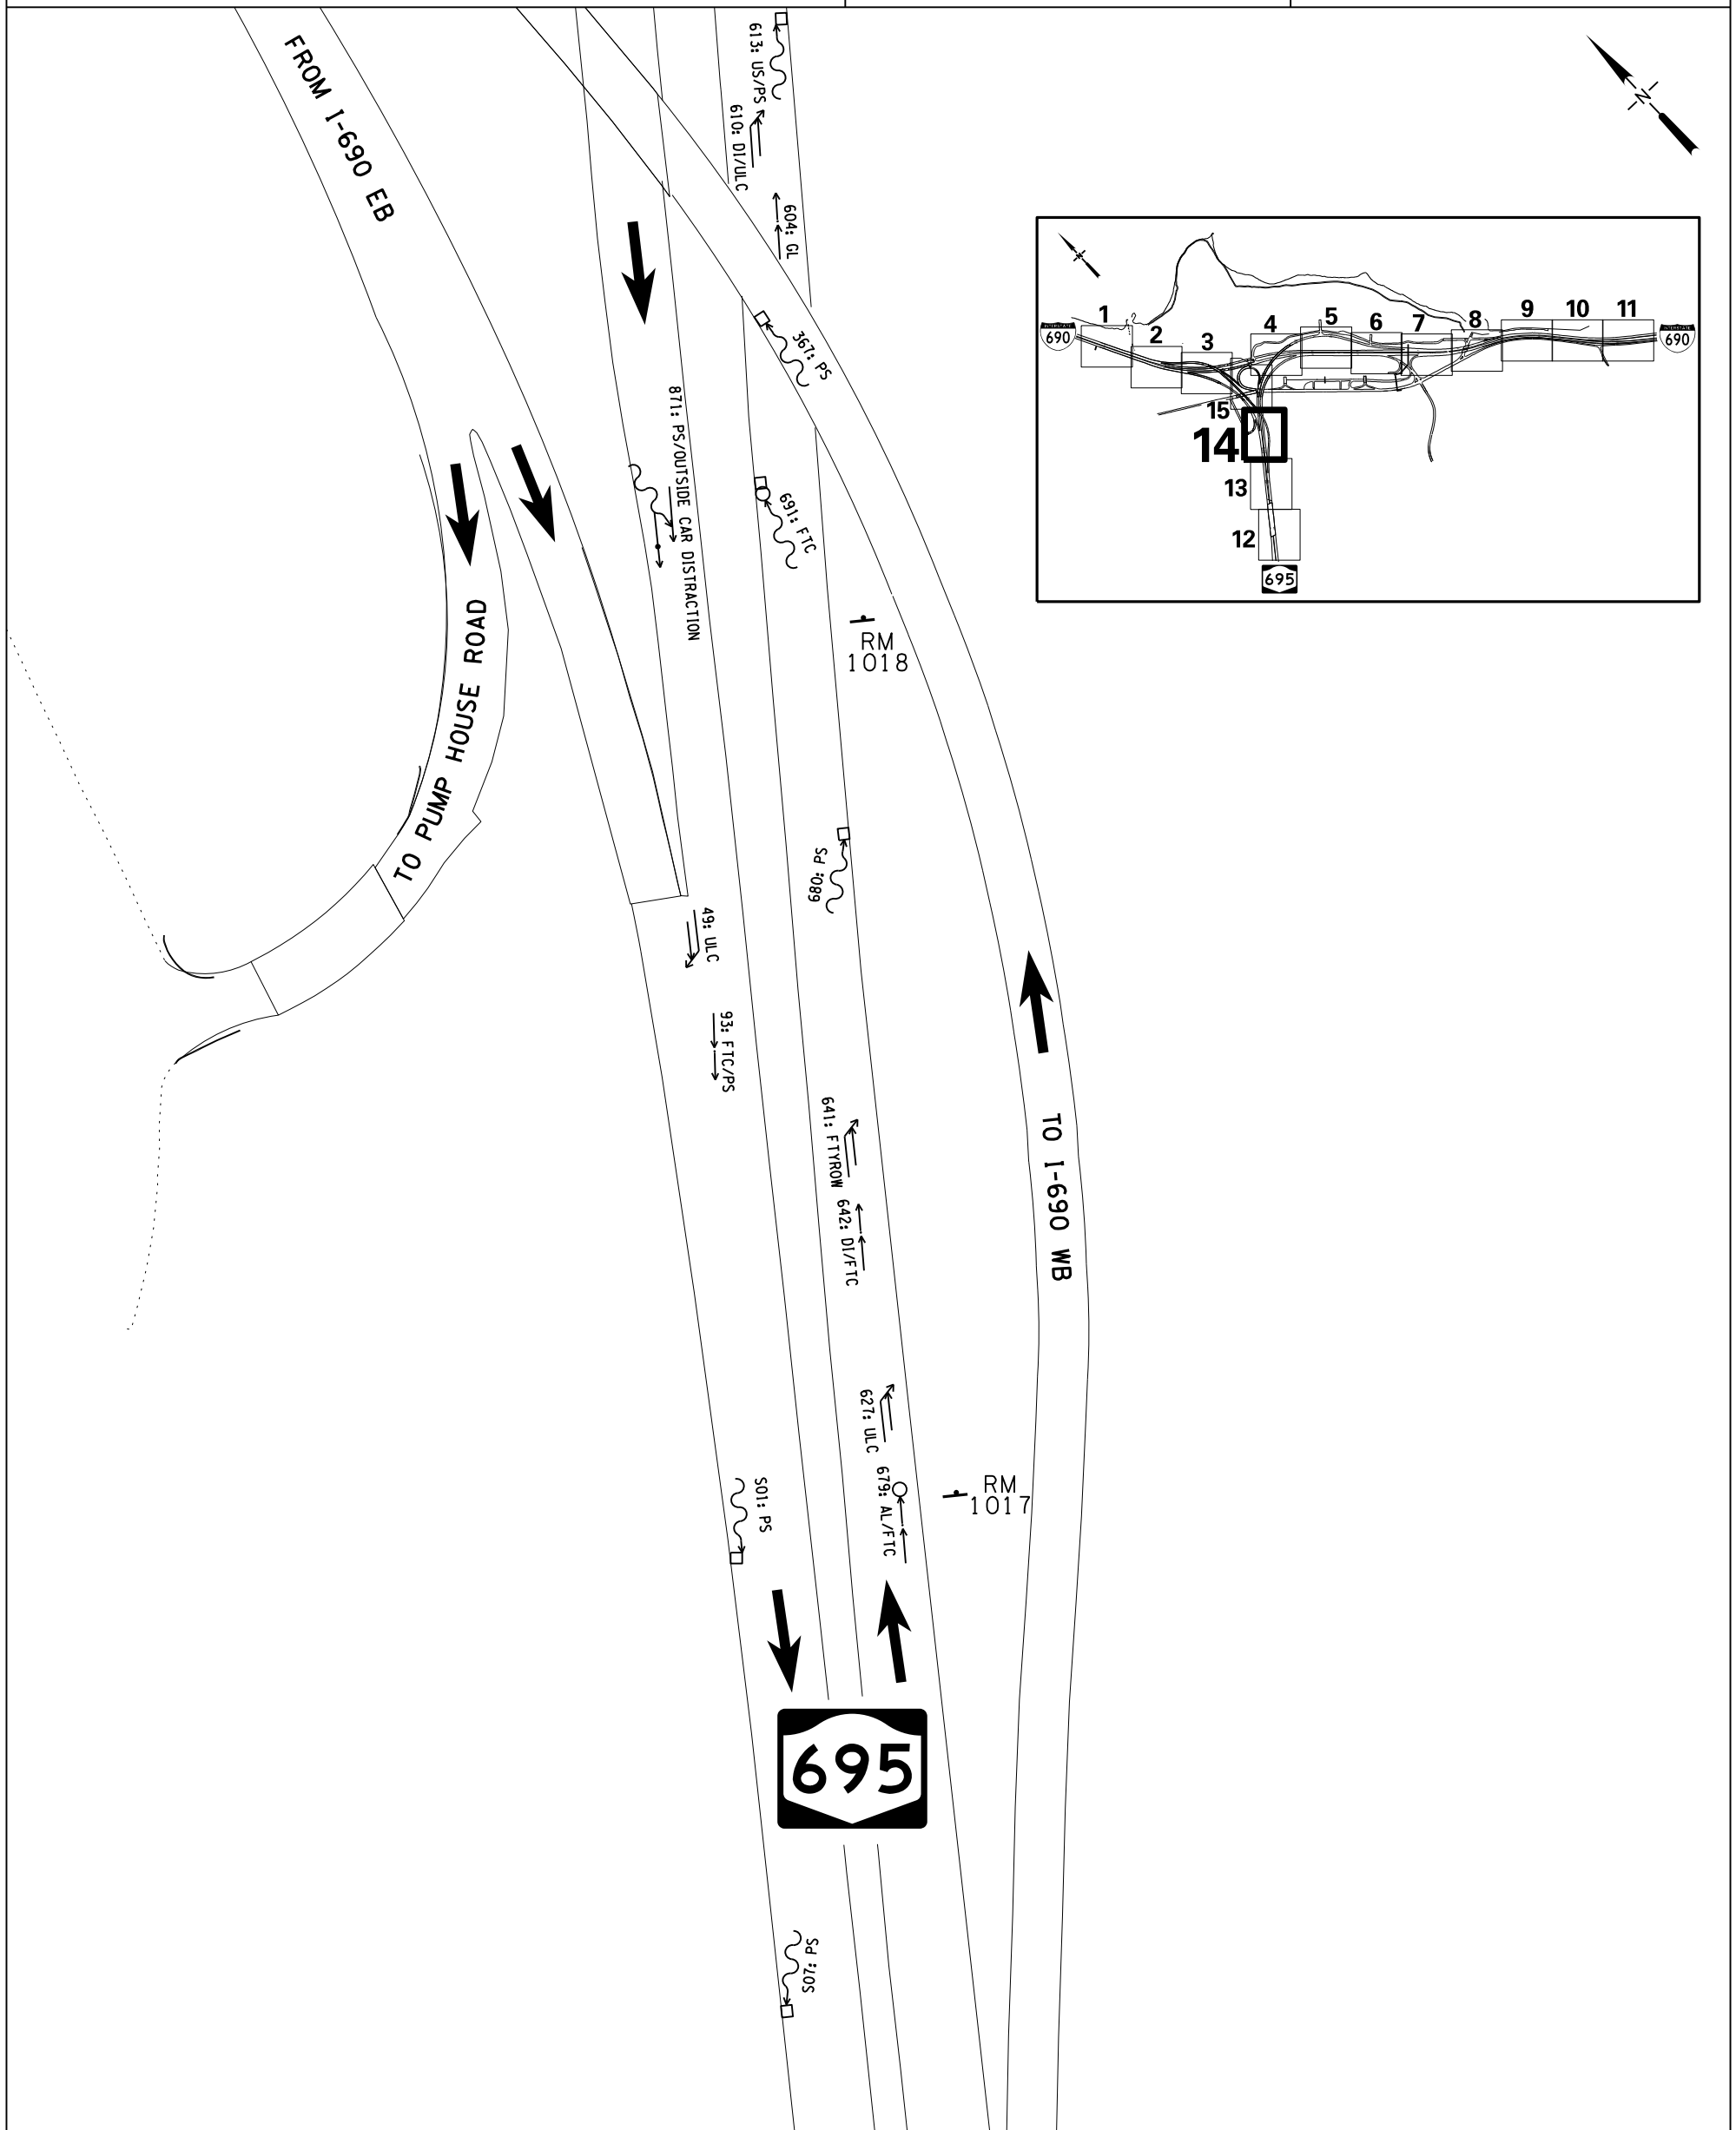 FROM I-690 EB
613: US/PS
610: DI/ULC
604: GL
N
367: PS
871: PS/OUTSIDE CAR DISTRACTION
691: FTC
RM
1018
TO PUMP HOUSE ROAD
680: PS
49: ULC
93: FTC/PS
641: FTYROW
642: DI/FTC
TO I-690 WB
627: ULC
679: AL/FTC
RM
1017
S01: PS
695
S07: PS
N
690
1
2
3
4
5
6
7
8
9
10
11
690
15
14
13
12
695